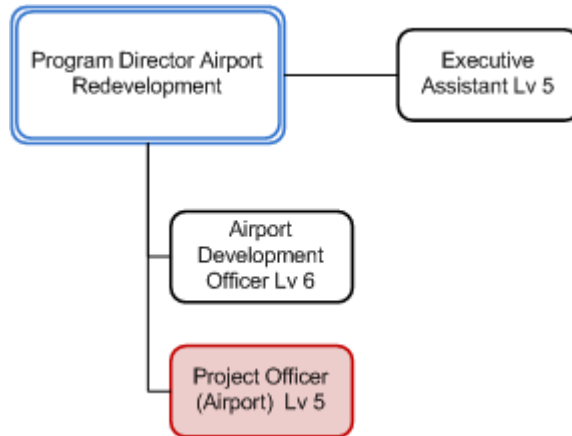 Program Director Airport
Redevelopment
Executive
Assistant Lv 5
Airport
Development
Officer Lv 6
Project Officer
(Airport) Lv 5